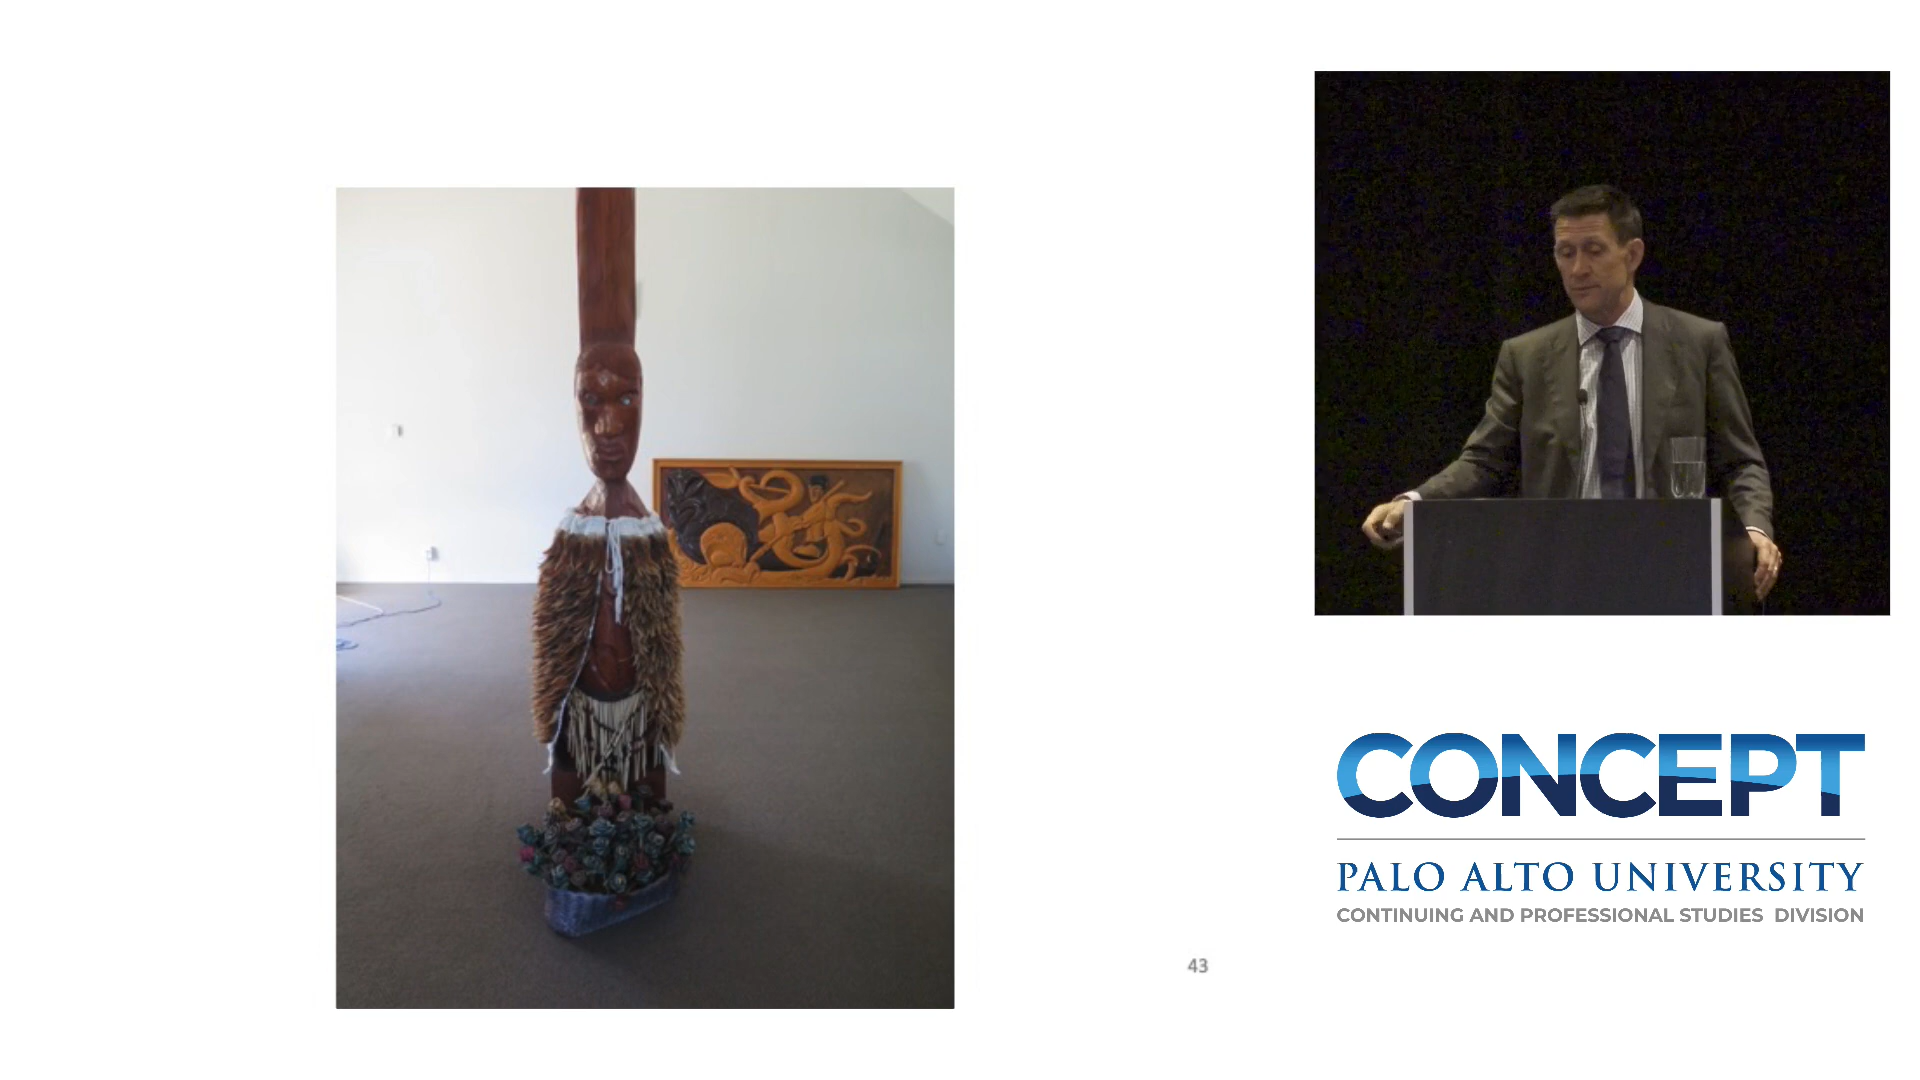 CONCEPT
PALO ALTO UNIVERSITY
CONTINUING AND PROFESSIONAL STUDIES DIVISION
43